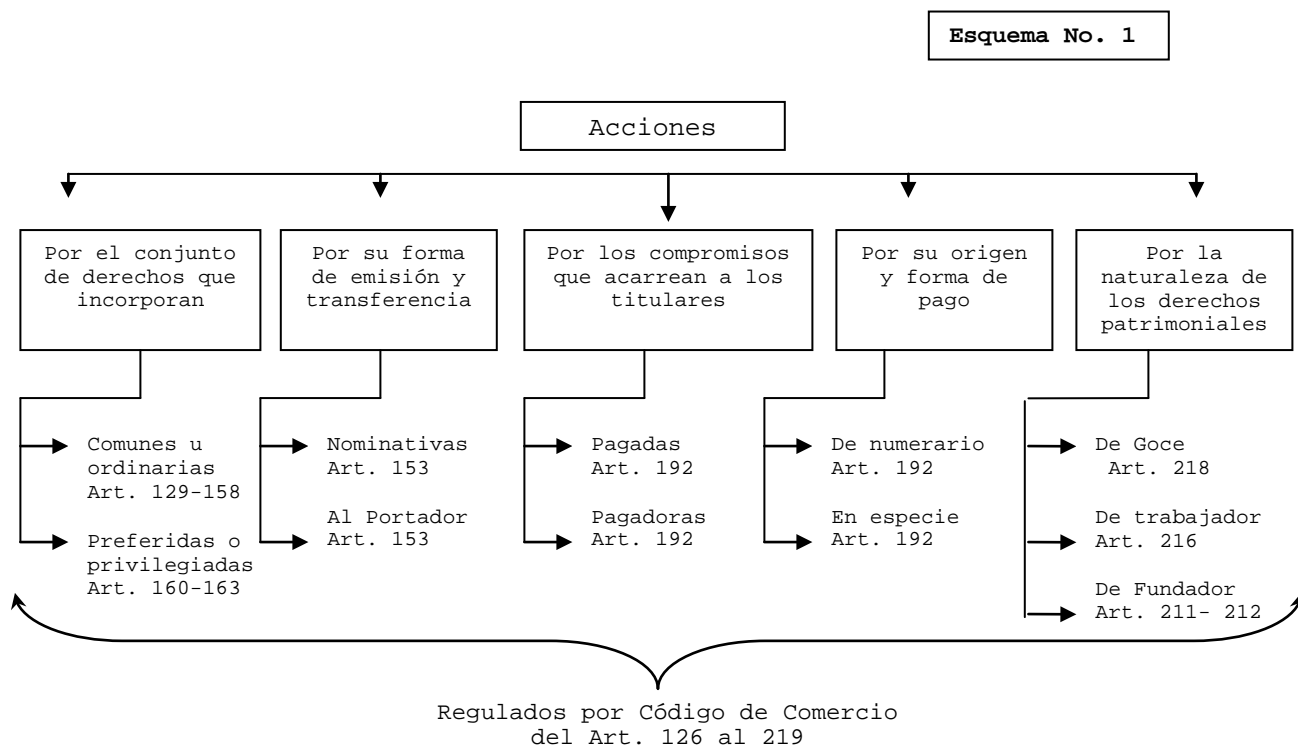 Esquema No. 1
Acciones
Por el conjunto
de derechos que
incorporan
Por su forma
de emisión y
transferencia
Por los compromisos
que acarrean a los
titulares
Por su origen
y forma de
pago
Por la
naturaleza de
los derechos
patrimoniales
Comunes u
ordinarias
Art. 129-158
Preferidas o
privilegiadas
Art. 160-163
Nominativas
Art. 153
Al Portador
Art. 153
Pagadas
Art. 192
Pagadoras
Art. 192
De numerario
Art. 192
En especie
Art. 192
De Goce
Art. 218
De trabajador
Art. 216
De Fundador
Art. 211- 212
Regulados por Código de Comercio
del Art. 126 al 219